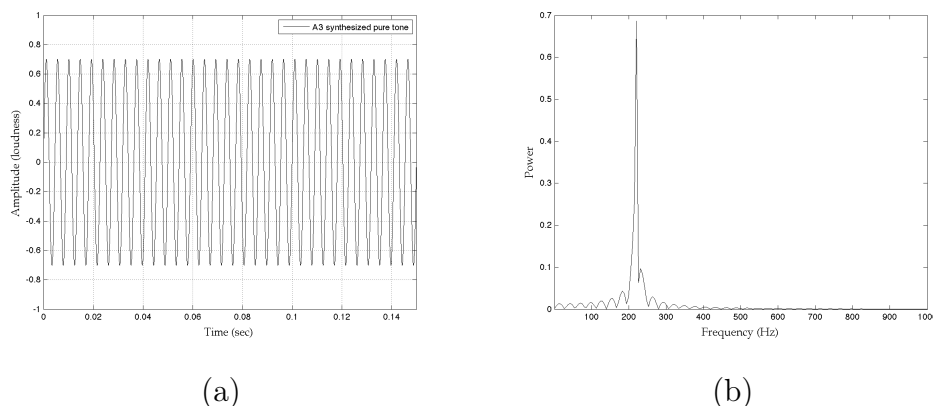 A3 synthesized pure tone
1
0.8
0.6
0.4
0.2
0
-0.2
-0.4
-0.6
-0.8
-1
Amplitude (loudness)
0 0.02 0.04 0.06 0.08 0.1 0.12 0.14
Time (sec)
(a)
0.7
0.6
0.5
0.4
0.3
0.2
0.1
0
Power
100 200 300 400 500 600 700 800 900 1000
Frequency (Hz)
(b)